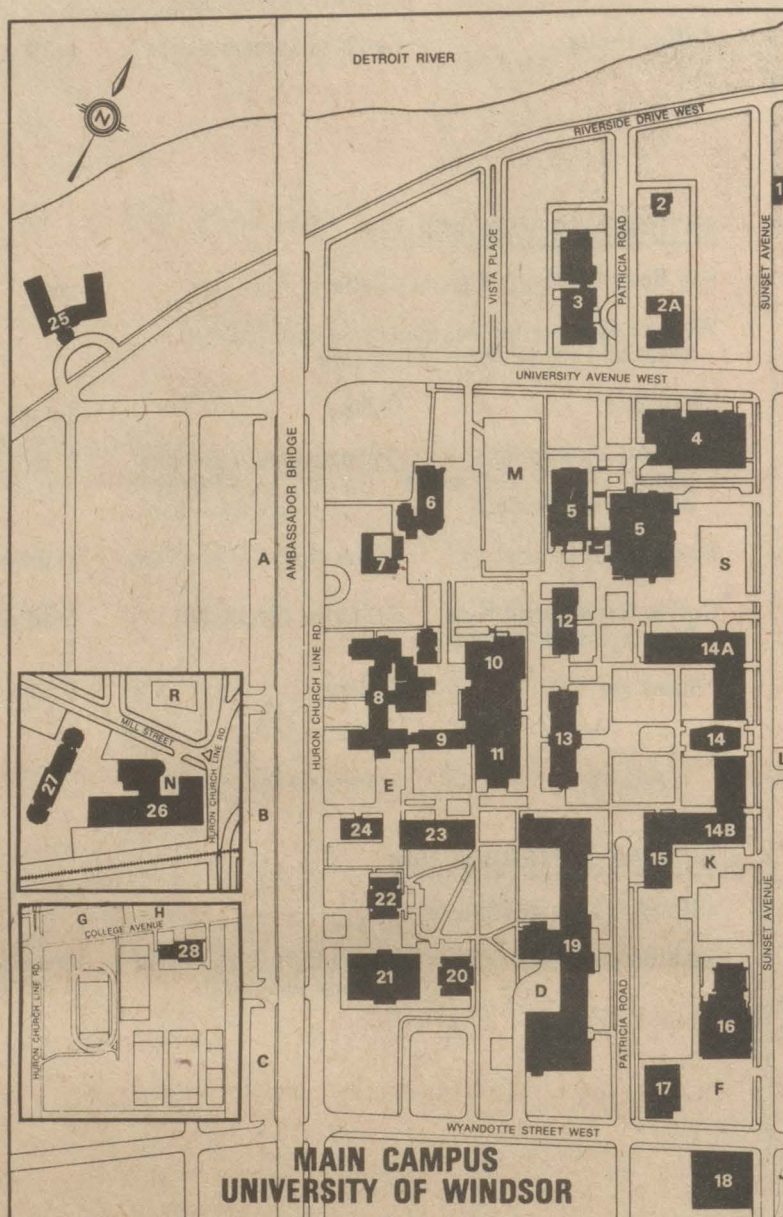 DETROIT RIVER
N
RIVERSIDE DRIVE WEST
1
2
VISTA PLACE
PATRICIA ROAD
SUNSET AVENUE
3
2A
25
UNIVERSITY AVENUE WEST
4
AMBASSADOR BRIDGE
M
6
5
5
7
A
S
12
HURON CHURCH LINE RD.
10
14A
8
R
MILL STREET
HURON CHURCH LINE RD
27
N
26
9
11
13
14
L
E
B
24
23
14B
15
K
22
SUNSET AVENUE
G
H
COLLEGE AVENUE
28
HURON CHURCH LINE RD.
19
21
20
D
PATRICIA ROAD
16
C
17
F
WYANDOTTE STREET WEST
MAIN CAMPUS
UNIVERSITY OF WINDSOR
18